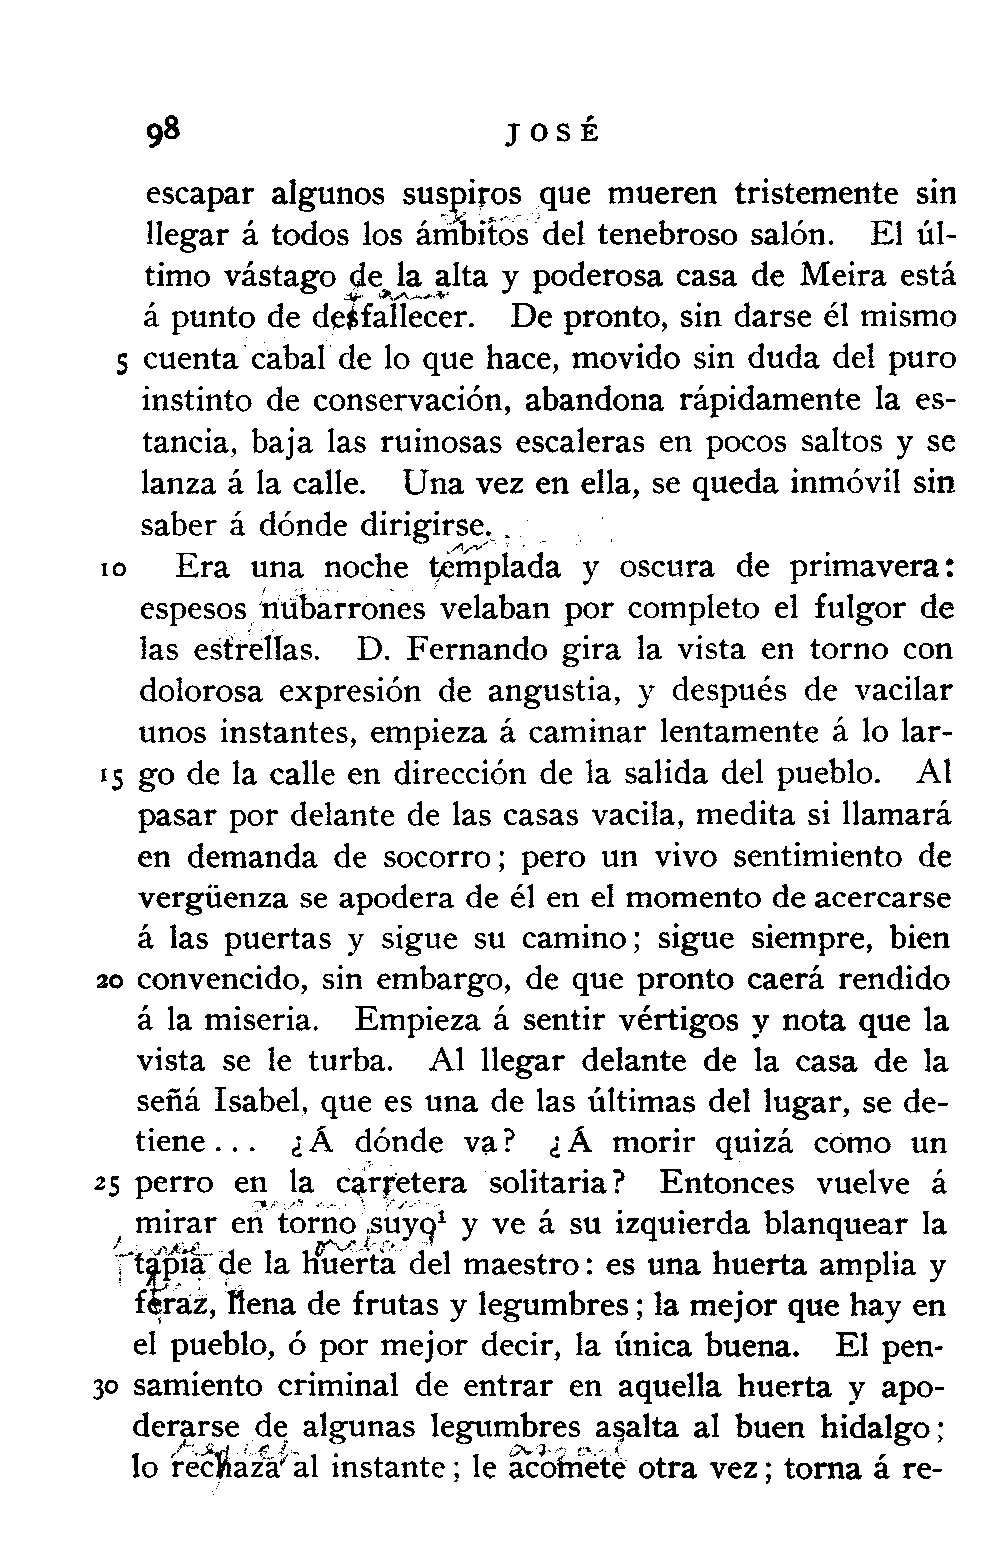 98 JOSÉ
escapar algunos suspiros que mueren tristemente sin
llegar á todos los ámbitos del tenebroso salón. El úl-
timo vástago de la alta y poderosa casa de Meira está
á punto de desfallecer. De pronto, sin darse él mismo
5 cuenta cabal de lo que hace, movido sin duda del puro
instinto de conservación, abandona rápidamente la es-
tancia, baja las ruinosas escaleras en pocos saltos y se
lanza á la calle. Una vez en ella, se queda inmóvil sin
saber á dónde dirigirse.
10 Era una noche templada y oscura de primavera:
espesos nubarrones velaban por completo el fulgor de
las estrellas. D. Fernando gira la vista en torno con
dolorosa expresión de angustia, y después de vacilar
unos instantes, empieza á caminar lentamente á lo lar-
15 go de la calle en dirección de la salida del pueblo. Al
pasar por delante de las casas vacila, medita si llamará
en demanda de socorro; pero un vivo sentimiento de
vergüenza se apodera de él en el momento de acercarse
á las puertas y sigue su camino; sigue siempre, bien
20 convencido, sin embargo, de que pronto caerá rendido
á la miseria. Empieza á sentir vértigos y nota que la
vista se le turba. Al llegar delante de la casa de la
señá Isabel, que es una de las últimas del lugar, se de-
tiene... ¿Á dónde va? ¿Á morir quizá como un
25 perro en la carretera solitaria? Entonces vuelve á
mirar en torno suyo¹ y ve á su izquierda blanquear la
tapia de la huerta del maestro: es una huerta amplia y
feraz, llena de frutas y legumbres; la mejor que hay en
el pueblo, ó por mejor decir, la única buena. El pen-
30 samiento criminal de entrar en aquella huerta y apo-
derarse de algunas legumbres asalta al buen hidalgo;
lo rechaza al instante; le acomete otra vez; torna á re-